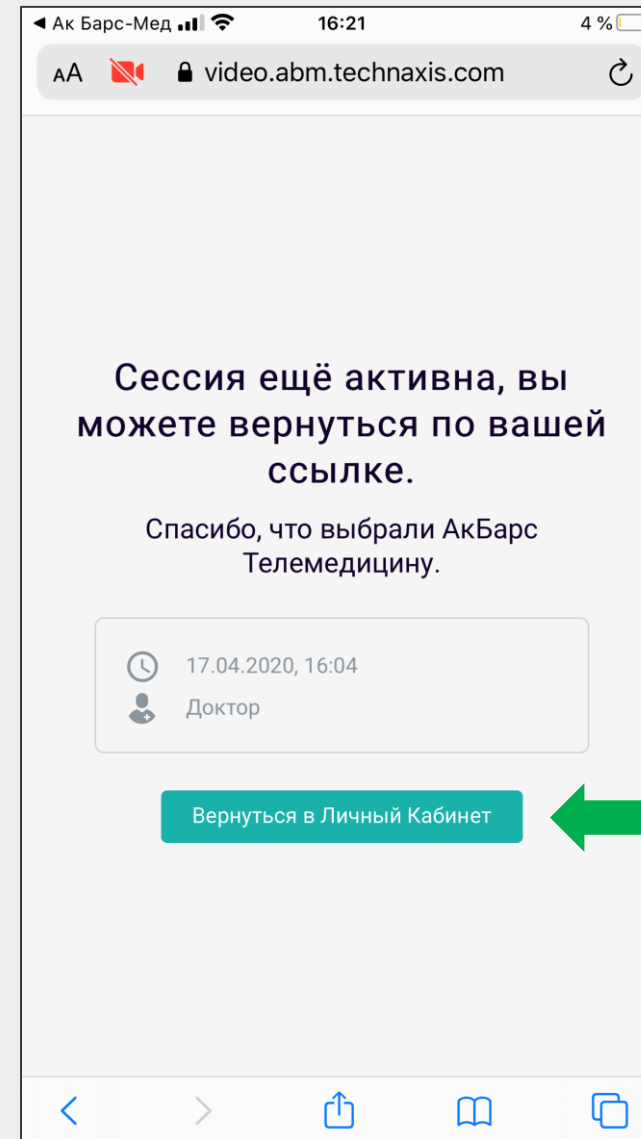 ◀ Ак Барс-Мед 16:21 4 %
AA video.abm.technaxis.com
Сессия ещё активна, вы
можете вернуться по вашей
ссылке.
Спасибо, что выбрали АкБарс
Телемедицину.
17.04.2020, 16:04
Доктор
Вернуться в Личный Кабинет